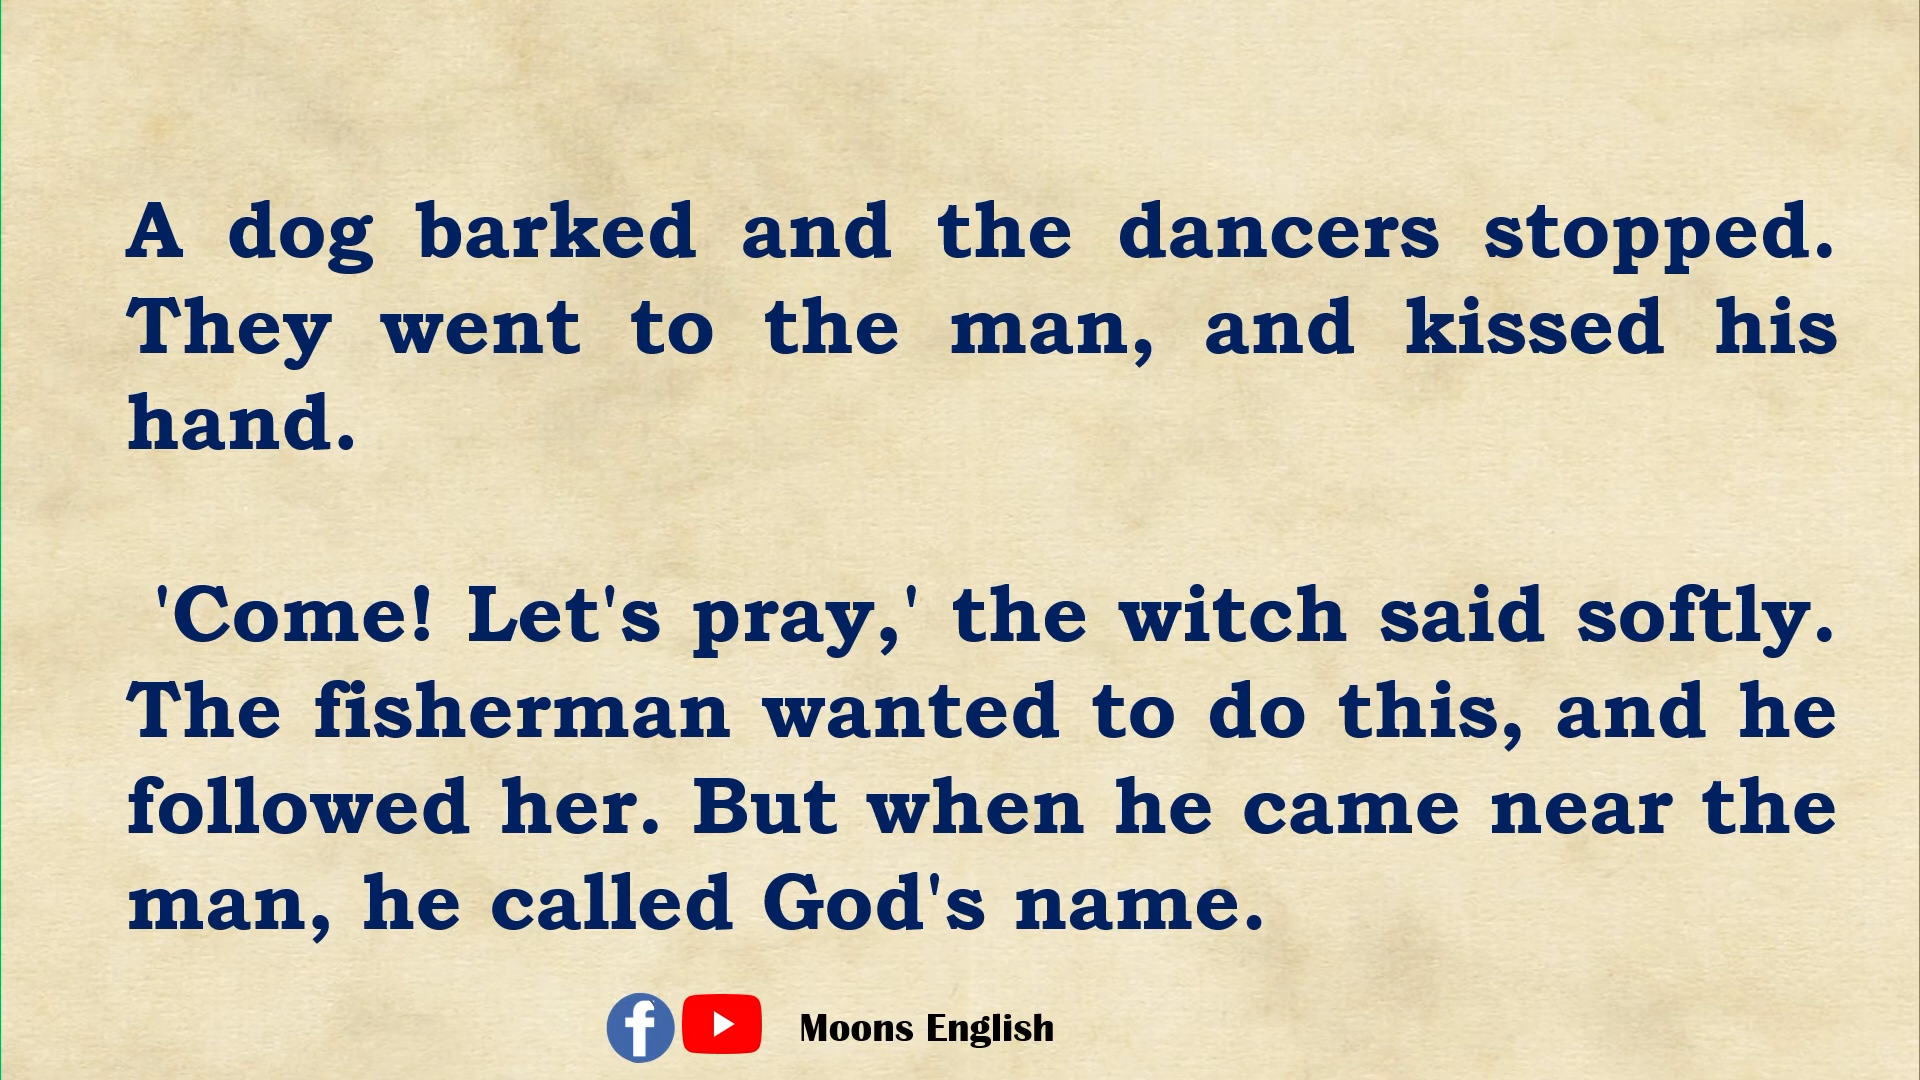 A dog barked and the dancers stopped.
They went to the man, and kissed his
hand.
'Come! Let's pray,' the witch said softly.
The fisherman wanted to do this, and he
followed her. But when he came near the
man, he called God's name.
Moons English